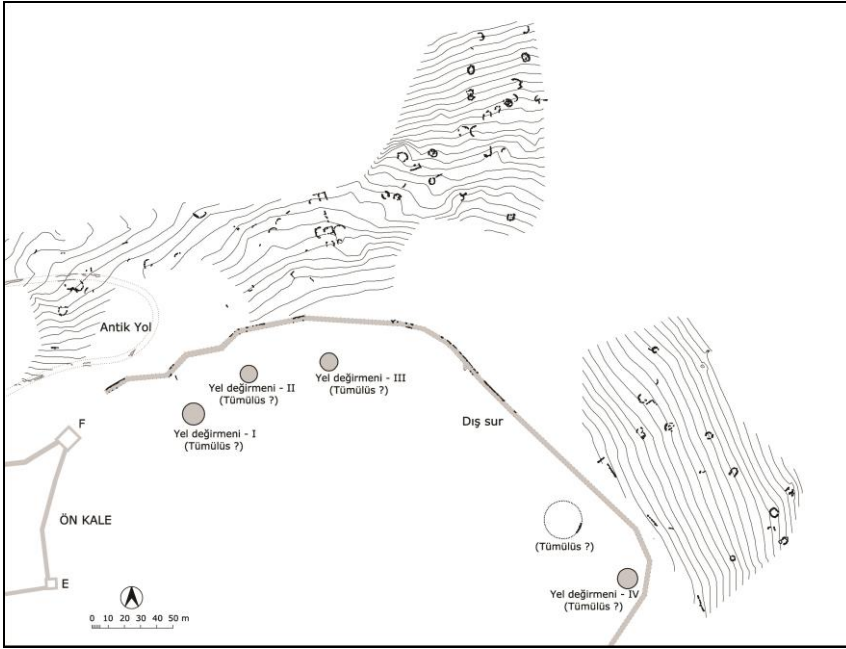 Antik Yol
Yel değirmeni - II
(Tümülüs ?)
Yel değirmeni - III
(Tümülüs ?)
Yel değirmeni - I
(Tümülüs ?)
Dış sur
F
ÖN KALE
(Tümülüs ?)
E
Yel değirmeni - IV
(Tümülüs ?)
0 10 20 30 40 50 m